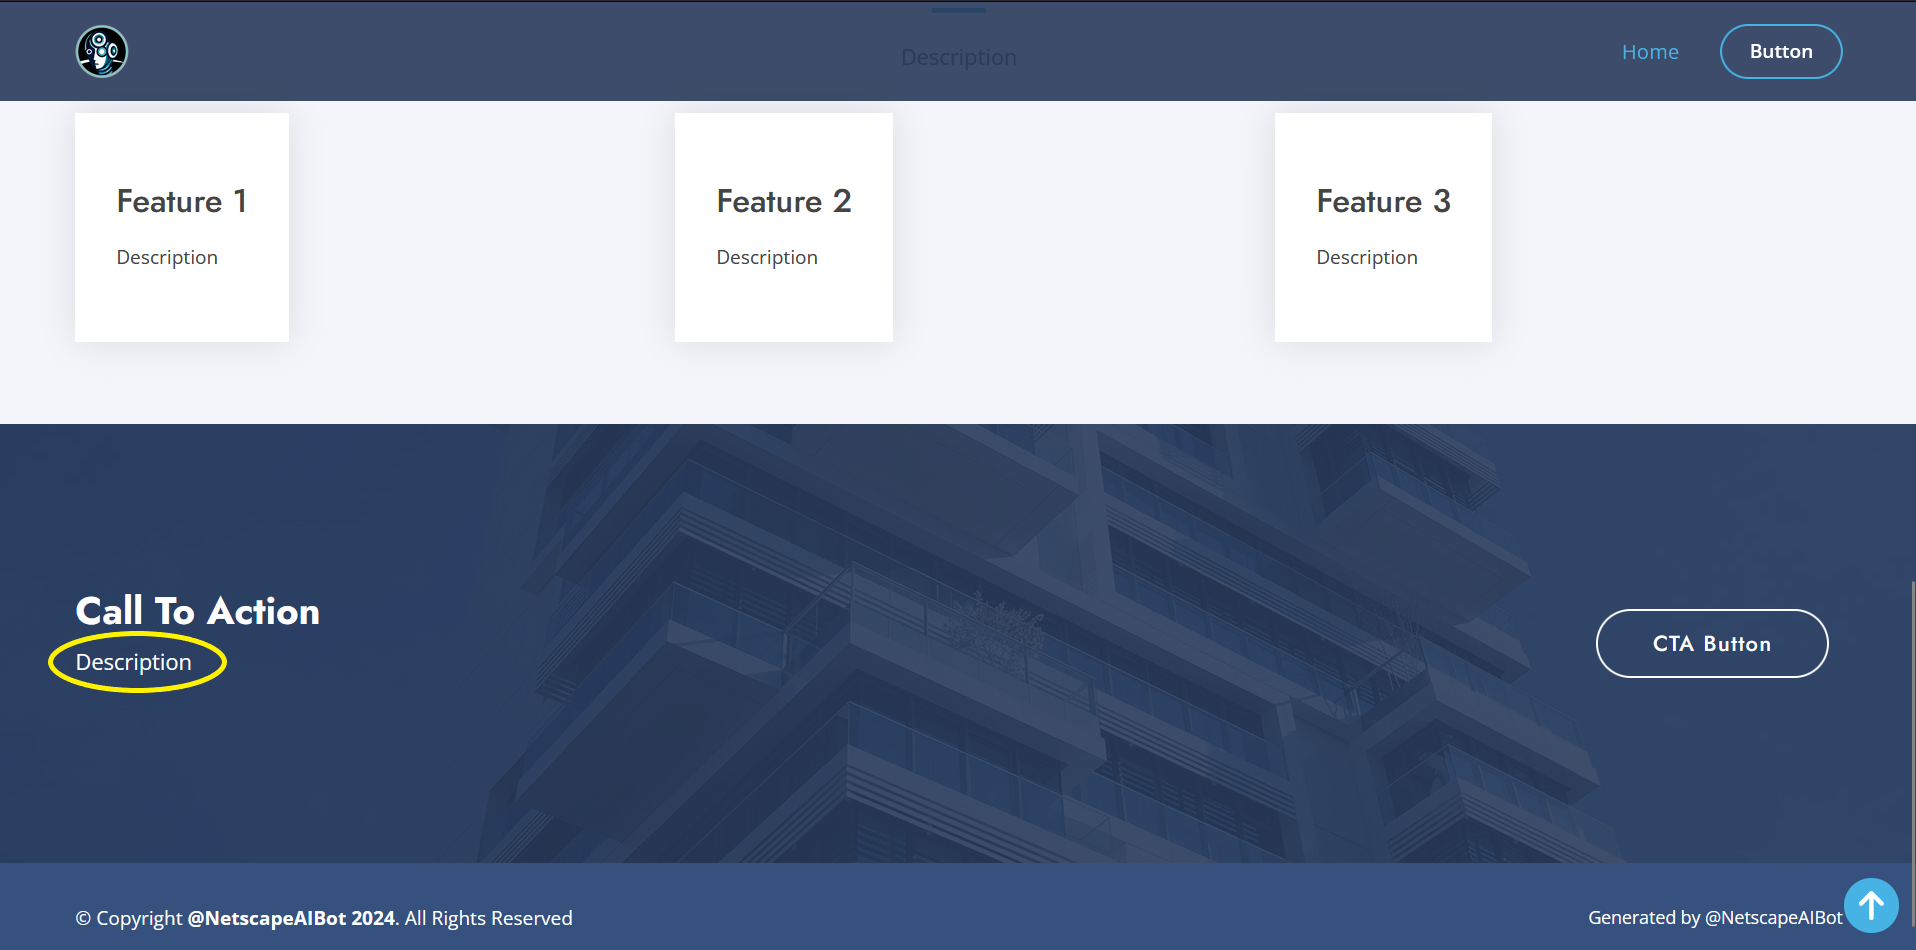 Description
Home
Button
Feature 1
Description
Feature 2
Description
Feature 3
Description
Call To Action
Description
CTA Button
© Copyright @NetscapeAIBot 2024. All Rights Reserved
Generated by @NetscapeAIBot